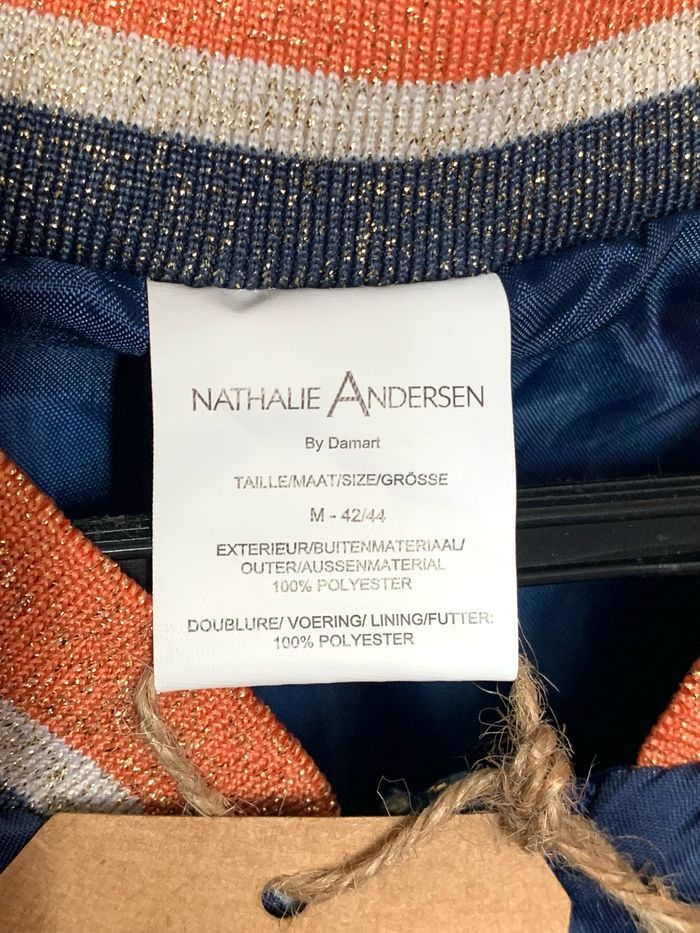 NATHALIE ANDERSEN
By Damart
TAILLE/MAAT/SIZE/GRÖSSE
M - 42/44
EXTERIEUR/BUITENMATERIAAL/
OUTER/AUSSENMATERIAL
100% POLYESTER
DOUBLURE/ VOERING/ LINING/FUTTER:
100% POLYESTER